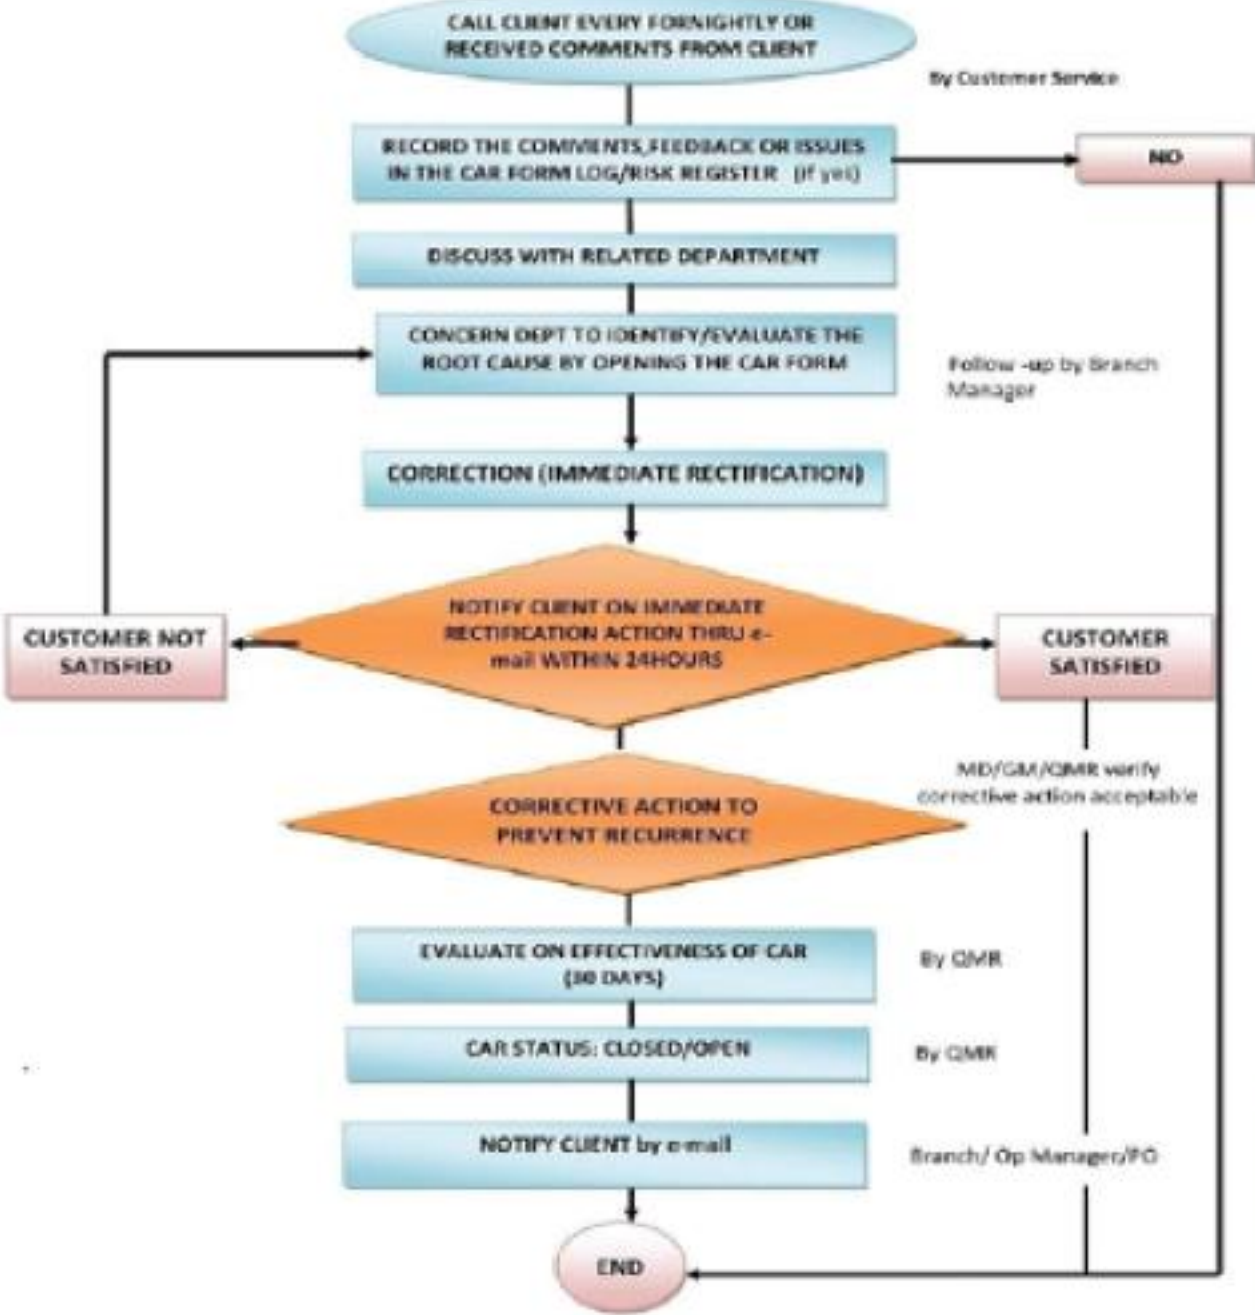 CALL CLIENT EVERY FORNIGHTLY OR
RECEIVED COMMENTS FROM CLIENT
By Customer Service
RECORD THE COMMENTS,FEEDBACK OR ISSUES
IN THE CAR FORM LOG/RISK REGISTER (if yes)
NO
DISCUSS WITH RELATED DEPARTMENT
CONCERN DEPT TO IDENTIFY/EVALUATE THE
ROOT CAUSE BY OPENING THE CAR FORM
Follow -up by Branch
Manager
CORRECTION (IMMEDIATE RECTIFICATION)
NOTIFY CLIENT ON IMMEDIATE
RECTIFICATION ACTION THRU e-
mail WITHIN 24HOURS
CUSTOMER NOT
SATISFIED
CUSTOMER
SATISFIED
MD/GM/QMR verify
corrective action acceptable
CORRECTIVE ACTION TO
PREVENT RECURRENCE
EVALUATE ON EFFECTIVENESS OF CAR
(30 DAYS)
By QMR
CAR STATUS: CLOSED/OPEN
By QMR
NOTIFY CLIENT by e-mail
Branch/ Op Manager/PO
END